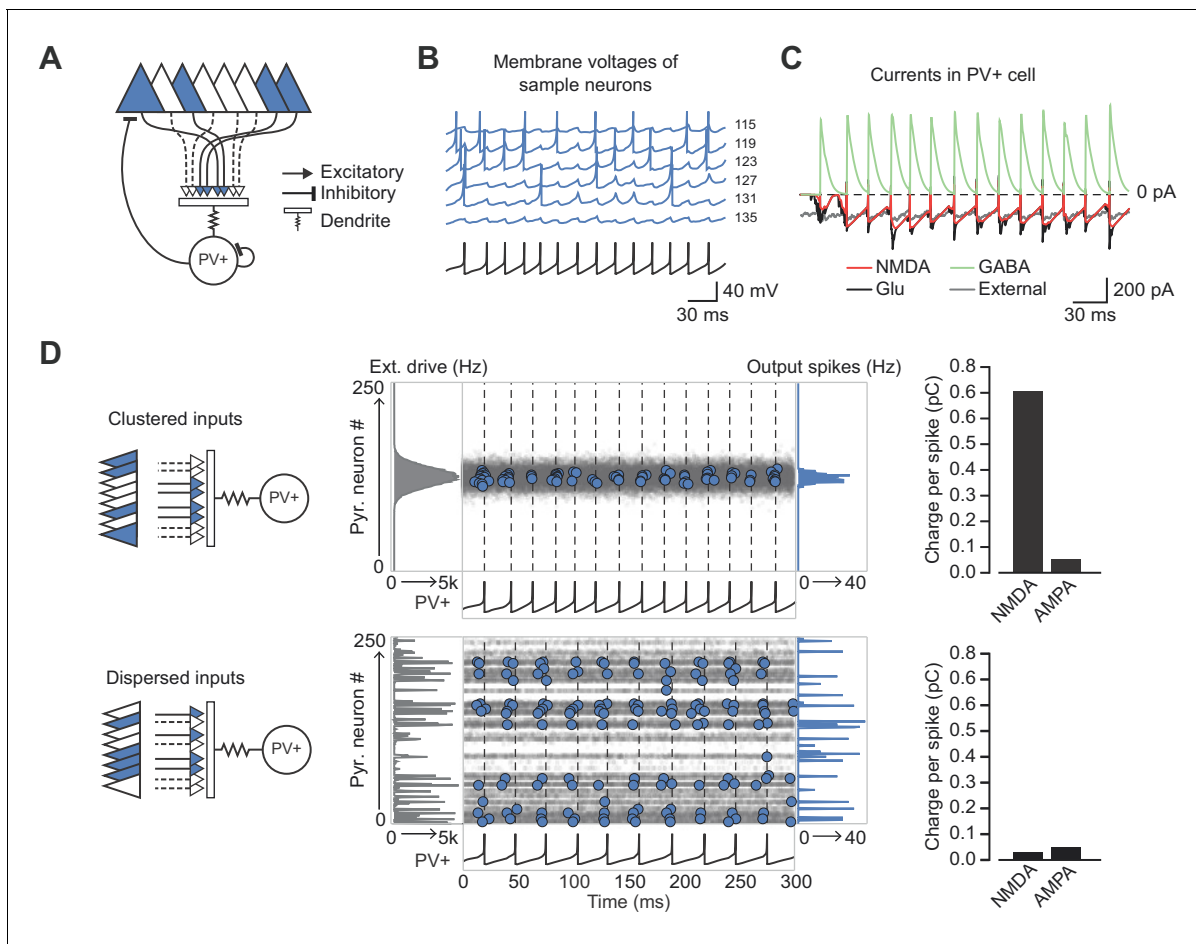 A
PV+
Excitatory
Inhibitory
Dendrite
B
Membrane voltages of
sample neurons
115
119
123
127
131
135
40 mV
30 ms
C
Currents in PV+ cell
0 pA
NMDA
GABA
Glu
External
200 pA
30 ms
D
Clustered inputs
PV+
Ext. drive (Hz)
Output spikes (Hz)
250
Pyr. neuron #
0
0
5k
0
40
PV+
Charge per spike (pC)
0.8
0.6
0.6
0.5
0.4
0.3
0.2
0.1
0.0
NMDA
AMPA
Dispersed inputs
PV+
250
Pyr. neuron #
0
0
5k
0
40
PV+
0
50
100
150
200
250
300
Time (ms)
Charge per spike (pC)
0.8
0.6
0.6
0.5
0.4
0.3
0.2
0.1
0.0
NMDA
AMPA